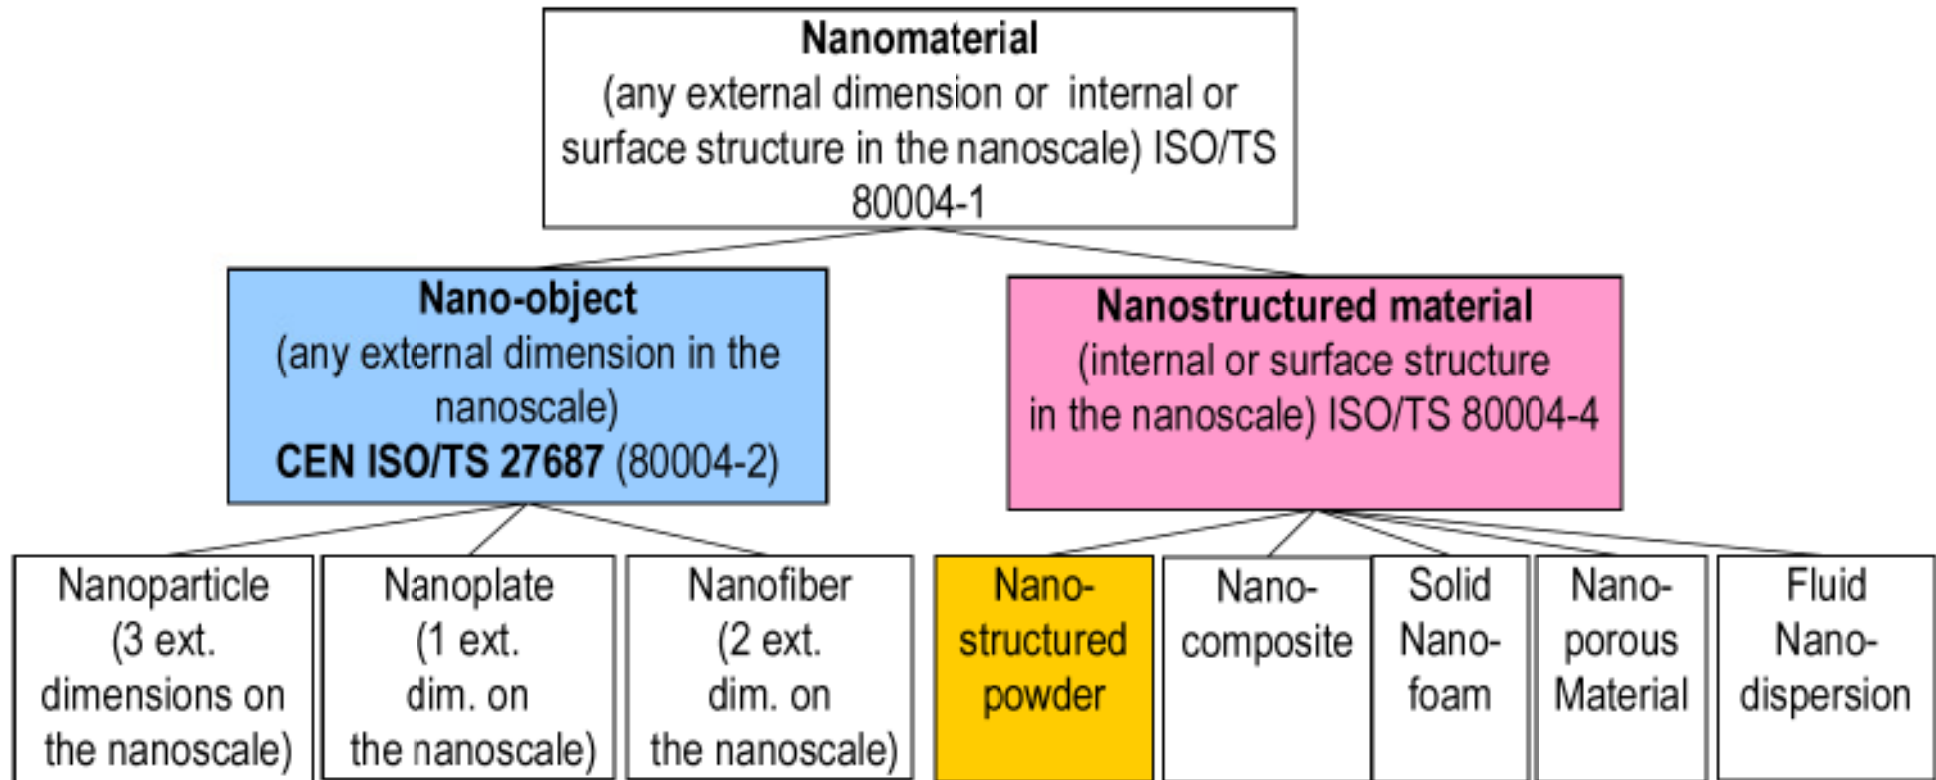 Nanomaterial
(any external dimension or internal or
surface structure in the nanoscale) ISO/TS
80004-1
Nano-object
(any external dimension in the
nanoscale)
CEN ISO/TS 27687 (80004-2)
Nanostructured material
(internal or surface structure
in the nanoscale) ISO/TS 80004-4
Nanoparticle
(3 ext.
dimensions on
the nanoscale)
Nanoplate
(1 ext.
dim. on
the nanoscale)
Nanofiber
(2 ext.
dim. on
the nanoscale)
Nano-
structured
powder
Nano-
composite
Solid
Nano-
foam
Nano-
porous
Material
Fluid
Nano-
dispersion